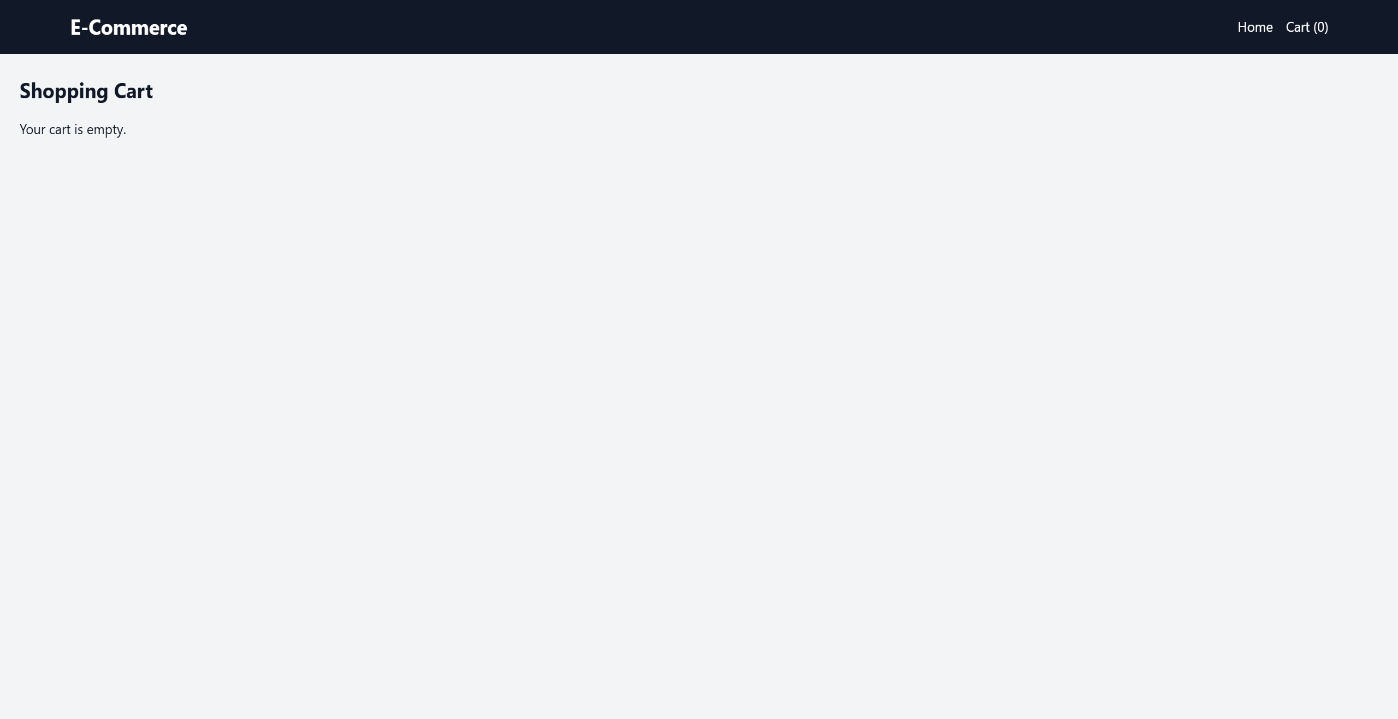 E-Commerce
Home Cart (0)
Shopping Cart
Your cart is empty.